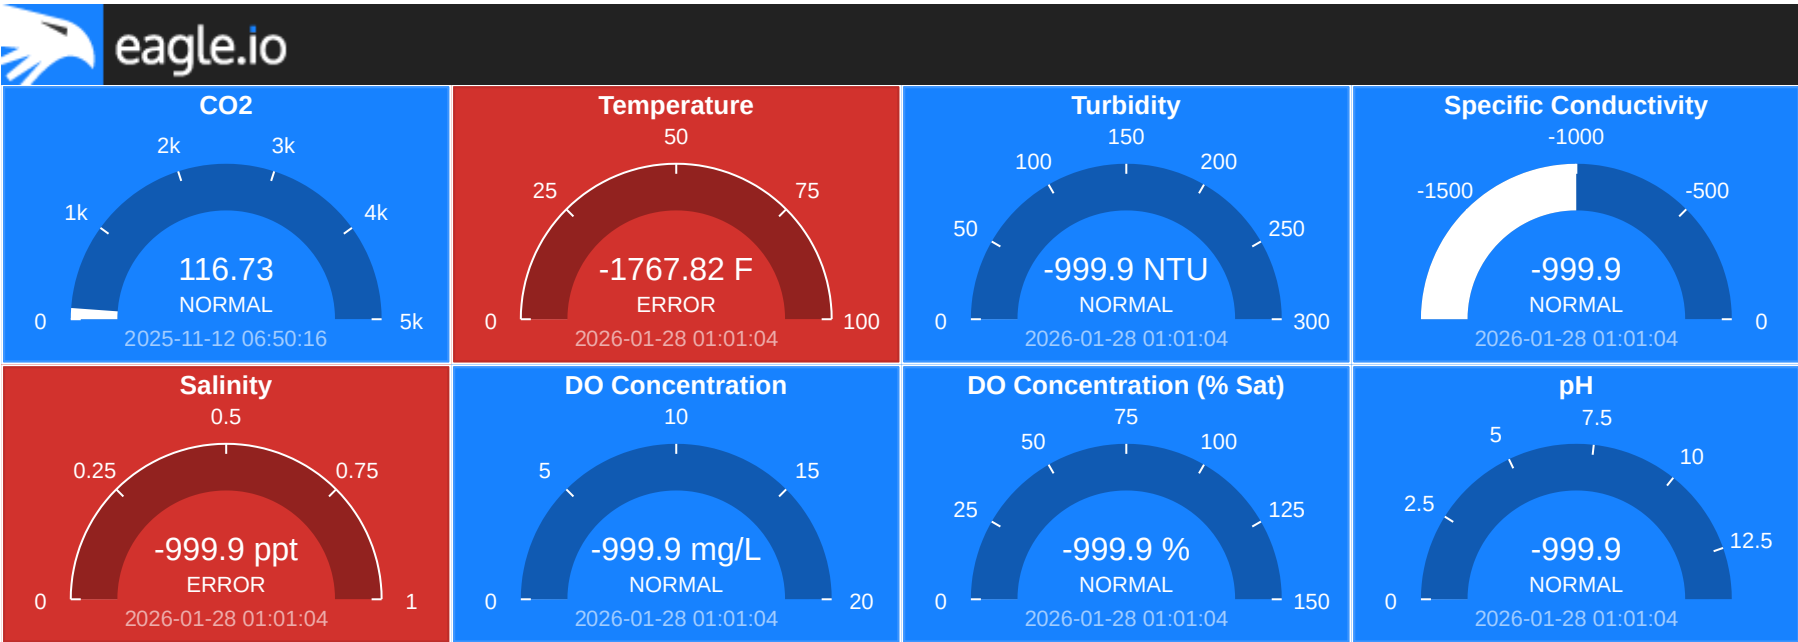 eagle.io
CO2
0
1k
2k
3k
4k
5k
116.73
NORMAL
2025-11-12 06:50:16
Temperature
0
25
50
75
100
-1767.82 F
ERROR
2026-01-28 01:01:04
Turbidity
0
50
100
150
200
250
300
-999.9 NTU
NORMAL
2026-01-28 01:01:04
Specific Conductivity
-1500
-1000
-500
0
-999.9
NORMAL
2026-01-28 01:01:04
Salinity
0
0.25
0.5
0.75
1
-999.9 ppt
ERROR
2026-01-28 01:01:04
DO Concentration
0
5
10
15
20
-999.9 mg/L
NORMAL
2026-01-28 01:01:04
DO Concentration (% Sat)
0
25
50
75
100
125
150
-999.9 %
NORMAL
2026-01-28 01:01:04
pH
0
2.5
5
7.5
10
12.5
-999.9
NORMAL
2026-01-28 01:01:04